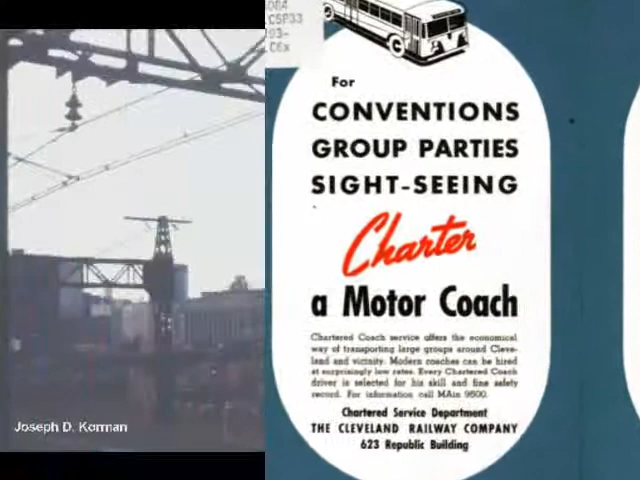 For
CONVENTIONS
GROUP PARTIES
SIGHT-SEEING
Charter
a Motor Coach
Chartered Coach service offers the economical
way of transporting large groups around Cleve-
land and vicinity. Modern coaches can be hired
at surprisingly low rates. Every Chartered Coach
driver is selected for his skill and fine safety
record. For information call MAin 9500.
Chartered Service Department
THE CLEVELAND RAILWAY COMPANY
623 Republic Building
Joseph D. Korman